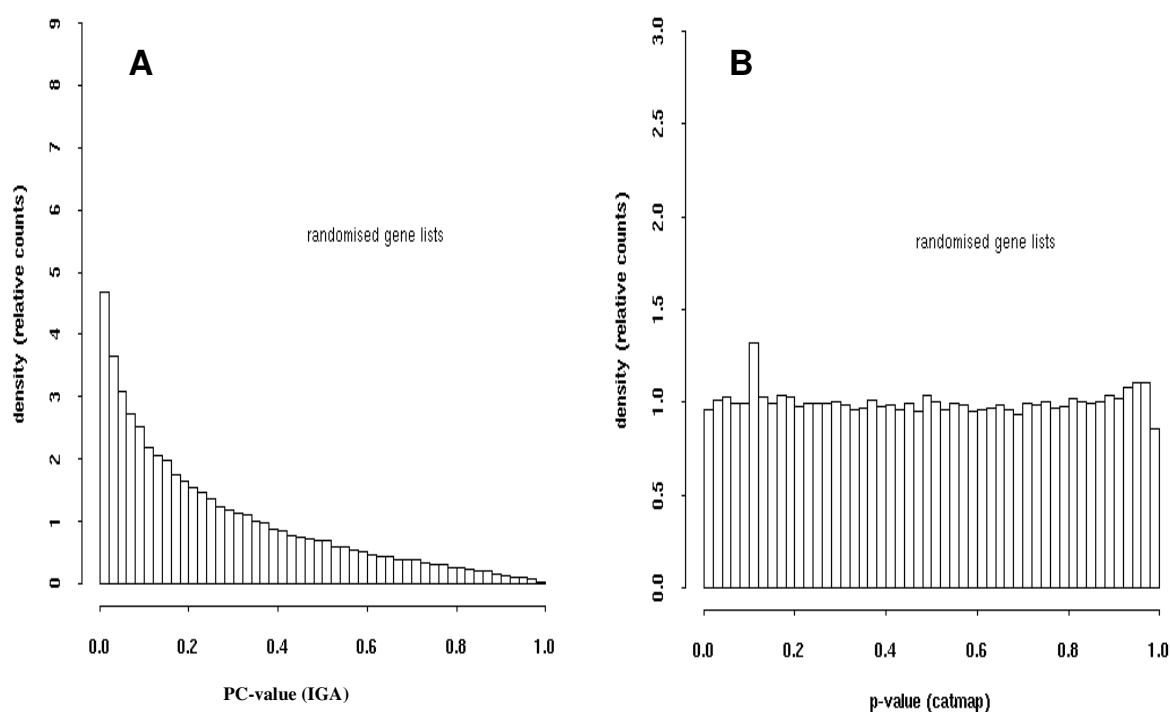 A
density (relative counts)
9
8
7
6
5
4
3
2
1
0
randomised gene lists
0.0 0.2 0.4 0.6 0.8 1.0
PC-value (IGA)
B
density (relative counts)
3.0
2.5
2.0
1.5
1.0
0.5
0.0
randomised gene lists
0.0 0.2 0.4 0.6 0.8 1.0
p-value (catmap)